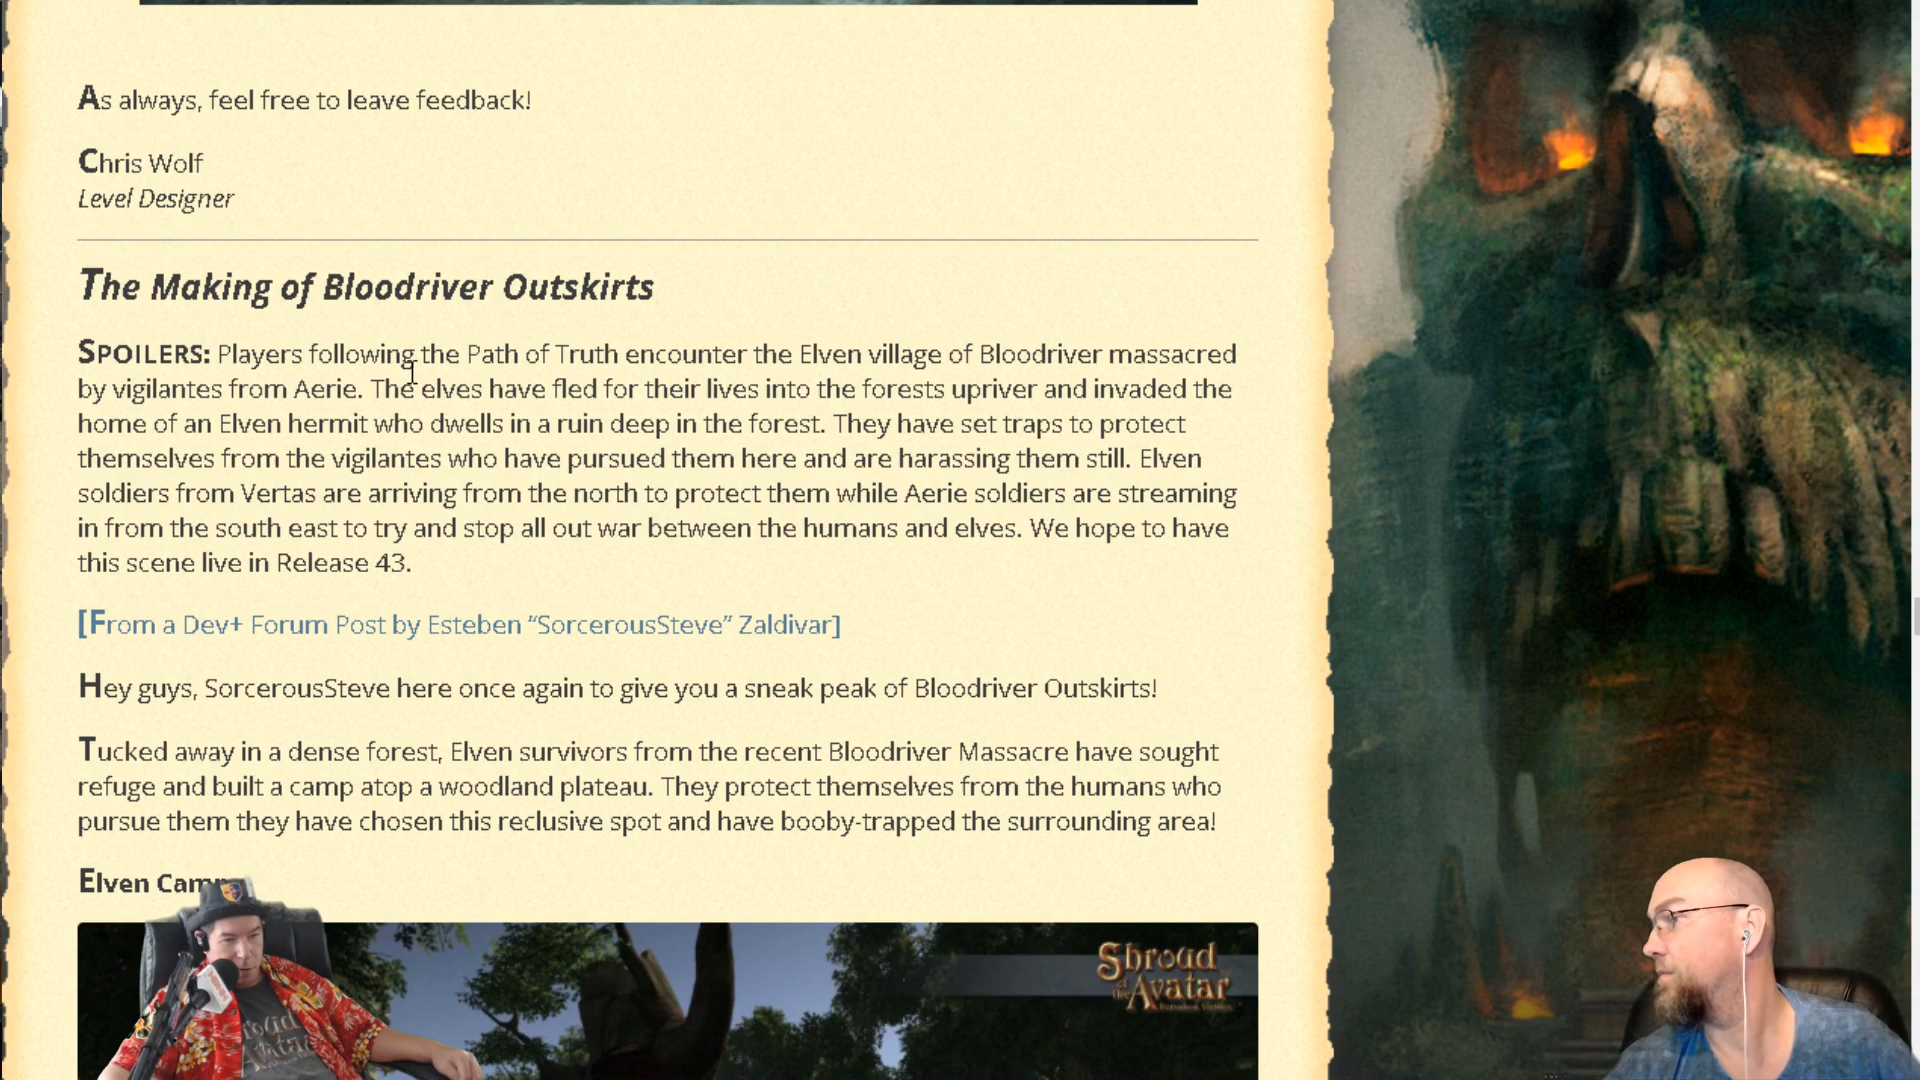 As always, feel free to leave feedback!
Chris Wolf
Level Designer
The Making of Bloodriver Outskirts
SPOILERS: Players following the Path of Truth encounter the Elven village of Bloodriver massacred
by vigilantes from Aerie. The elves have fled for their lives into the forests upriver and invaded the
home of an Elven hermit who dwells in a ruin deep in the forest. They have set traps to protect
themselves from the vigilantes who have pursued them here and are harassing them still. Elven
soldiers from Vertas are arriving from the north to protect them while Aerie soldiers are streaming
in from the south east to try and stop all out war between the humans and elves. We hope to have
this scene live in Release 43.
[From a Dev+ Forum Post by Esteben “SorcerousSteve” Zaldivar]
Hey guys, SorcerousSteve here once again to give you a sneak peak of Bloodriver Outskirts!
Tucked away in a dense forest, Elven survivors from the recent Bloodriver Massacre have sought
refuge and built a camp atop a woodland plateau. They protect themselves from the humans who
pursue them they have chosen this reclusive spot and have booby-trapped the surrounding area!
Elven Camp
Shroud
of the Avatar